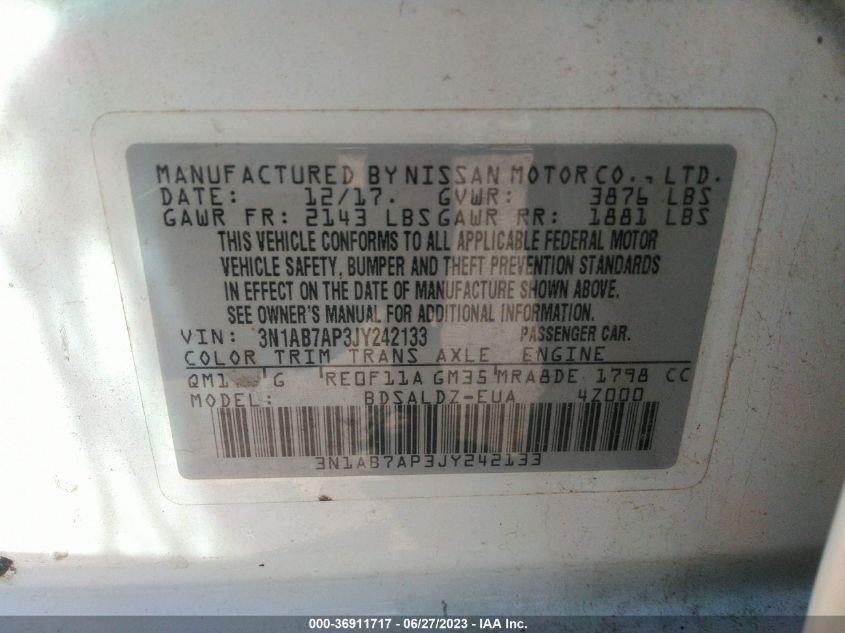 MANUFACTURED BY NISSAN MOTOR CO., LTD.
DATE: 12/17. GVWR: 3876 LBS
GAWR FR: 2143 LBS GAWR RR: 1881 LBS
THIS VEHICLE CONFORMS TO ALL APPLICABLE FEDERAL MOTOR
VEHICLE SAFETY, BUMPER AND THEFT PREVENTION STANDARDS
IN EFFECT ON THE DATE OF MANUFACTURE SHOWN ABOVE.
SEE OWNER'S MANUAL FOR ADDITIONAL INFORMATION.
VIN: 3N1AB7AP3JY242133 PASSENGER CAR.
COLOR TRIM TRANS AXLE ENGINE
QM1 G RE0F11A GM35 MRA8DE 1798 CC
MODEL: BDSALDZ-EUA 4Z000
3N1AB7AP3JY242133
000-36911717 - 06/27/2023 - IAA Inc.